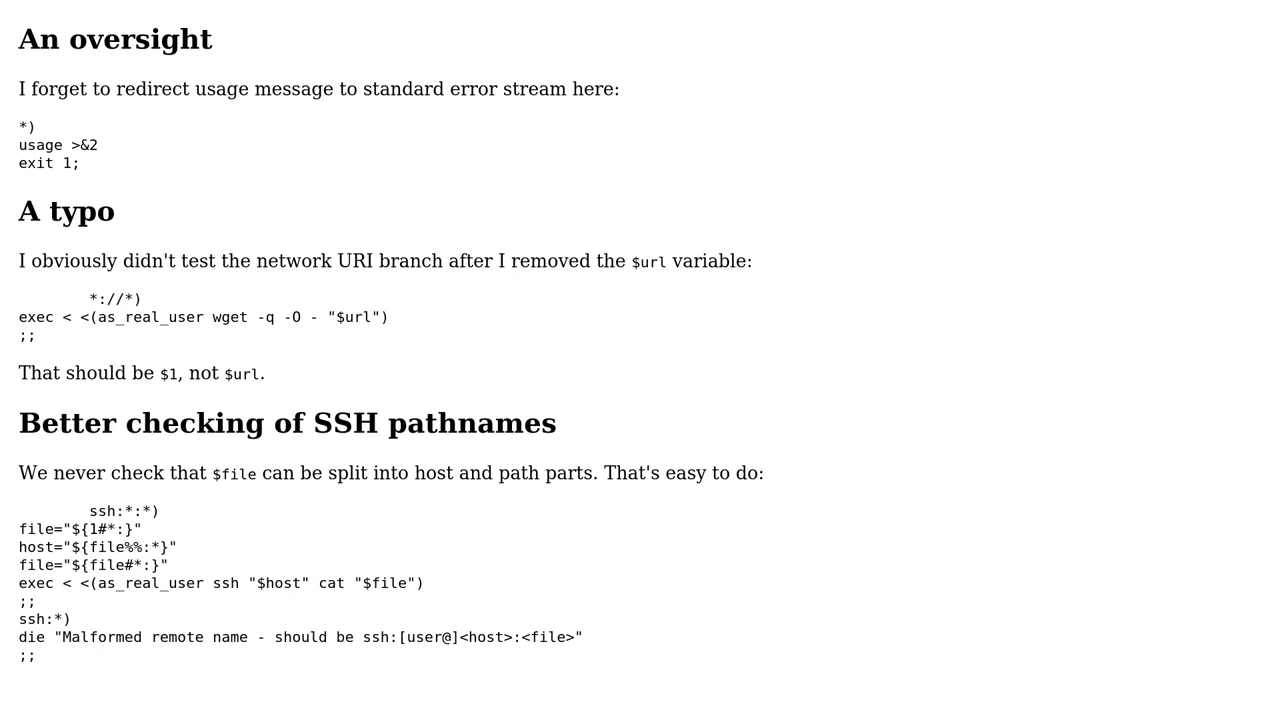 An oversight
I forget to redirect usage message to standard error stream here:
*)
usage >&2
exit 1;
A typo
I obviously didn't test the network URI branch after I removed the $url variable:
*://*)
exec < <(as_real_user wget -q -O - "$url")
;;
That should be $1, not $url.
Better checking of SSH pathnames
We never check that $file can be split into host and path parts. That's easy to do:
ssh:*:*)
file="${1#*:}"
host="${file%%:*}"
file="${file#*:}"
exec < <(as_real_user ssh "$host" cat "$file")
;;
ssh:*)
die "Malformed remote name - should be ssh:[user@]<host>:<file>"
;;